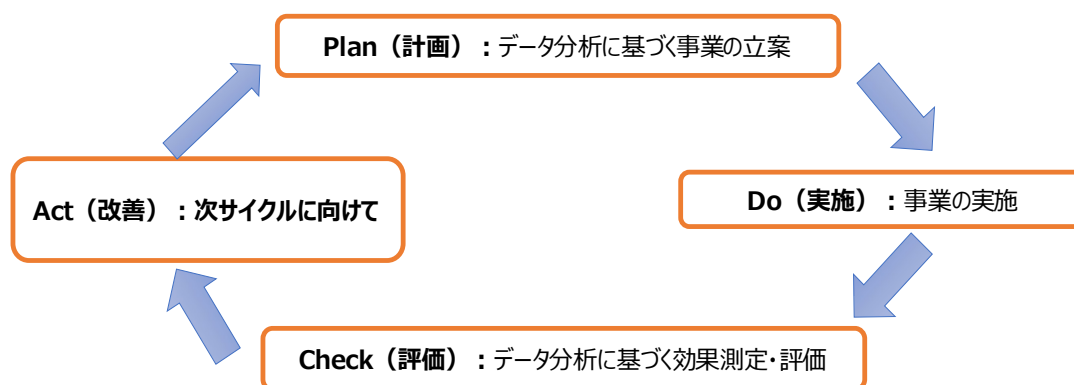 Plan（計画）：データ分析に基づく事業の立案
Do（実施）：事業の実施
Check（評価）：データ分析に基づく効果測定・評価
Act（改善）：次サイクルに向けて